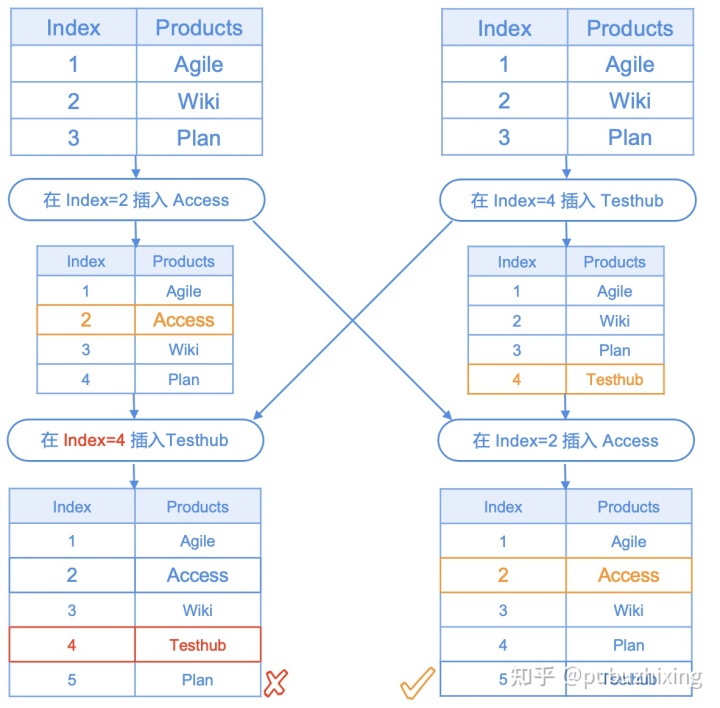 Index Products
1 Agile
2 Wiki
3 Plan
在 Index=2 插入 Access
Index Products
1 Agile
2 Access
3 Wiki
4 Plan
在 Index=4 插入Testhub
Index Products
1 Agile
2 Access
3 Wiki
4 Testhub
5 Plan
Index Products
1 Agile
2 Wiki
3 Plan
在 Index=4 插入 Testhub
Index Products
1 Agile
2 Wiki
3 Plan
4 Testhub
在 Index=2 插入 Access
Index Products
1 Agile
2 Access
3 Wiki
4 Plan
5 Testhub
知乎 @pubuzhixing